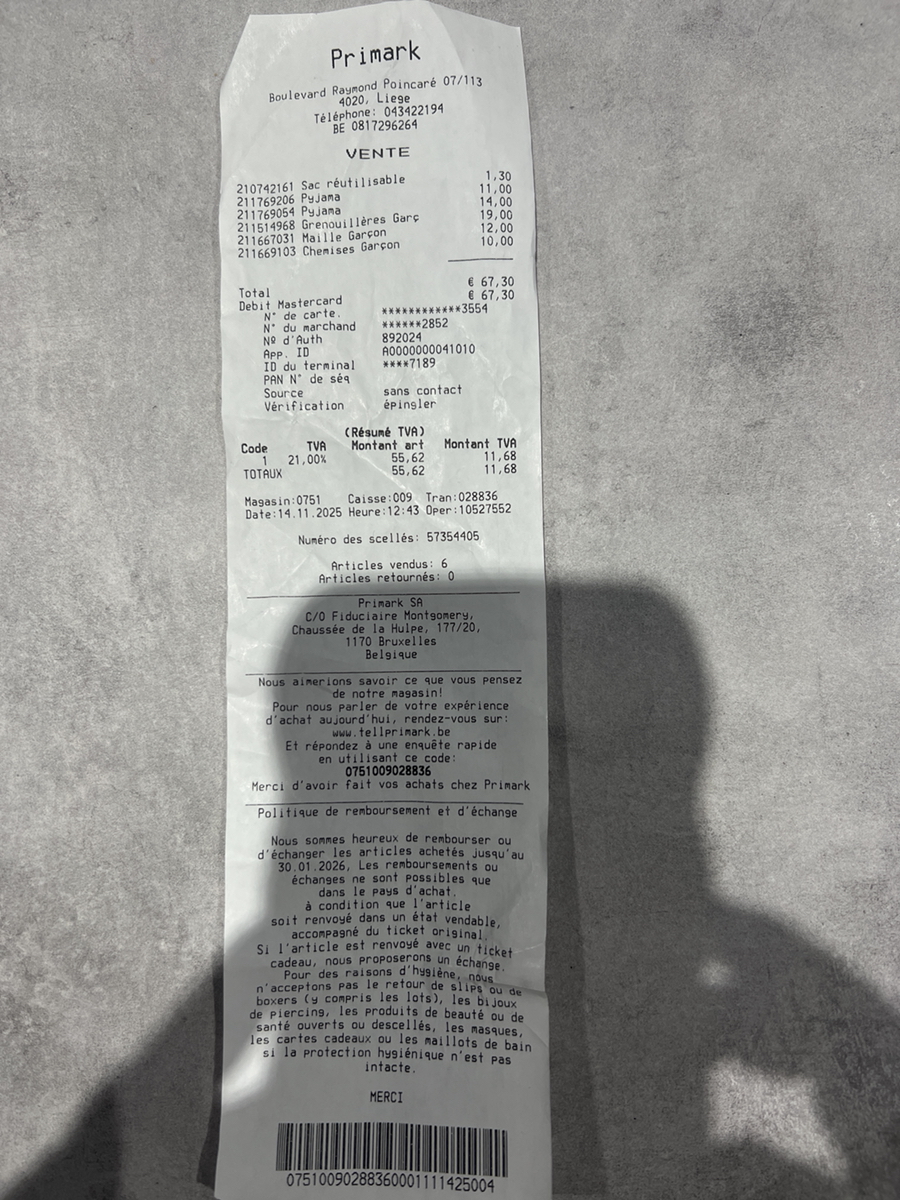 Primark
Boulevard Raymond Poincaré 07/113
4020, Liege
Téléphone: 043422194
BE 0817296264
VENTE
210742161 Sac réutilisable 1,30
211769206 Pyjama 11,00
211769054 Pyjama 14,00
211514968 Grenouillères Garç 19,00
211667031 Maille Garçon 12,00
211669103 Chemises Garçon 10,00
Total € 67,30
Debit Mastercard € 67,30
N° de carte. ************3554
N° du marchand ******2852
Nº d'Auth 892024
App. ID A0000000041010
ID du terminal ****7189
PAN N° de séq
Source sans contact
Vérification épingler
(Résumé TVA)
Code TVA Montant art Montant TVA
1 21,00% 55,62 11,68
TOTAUX 55,62 11,68
Magasin:0751 Caisse:009 Tran:028836
Date:14.11.2025 Heure:12:43 Oper:10527552
Numéro des scellés: 57354405
Articles vendus: 6
Articles retournés: 0
Primark SA
C/O Fiduciaire Montgomery,
Chaussée de la Hulpe, 177/20,
1170 Bruxelles
Belgique
Nous aimerions savoir ce que vous pensez
de notre magasin!
Pour nous parler de votre expérience
d'achat aujourd'hui, rendez-vous sur:
www.tellprimark.be
Et répondez à une enquête rapide
en utilisant ce code:
0751009028836
Merci d'avoir fait vos achats chez Primark
Politique de remboursement et d'échange
Nous sommes heureux de rembourser ou
d'échanger les articles achetés jusqu'au
30.01.2026, Les remboursements ou
échanges ne sont possibles que
dans le pays d'achat.
à condition que l'article
soit renvoyé dans un état vendable,
accompagné du ticket original.
Si l'article est renvoyé avec un ticket
cadeau, nous proposerons un échange.
Pour des raisons d'hygiène, nous
n'acceptons pas le retour de slips ou de
boxers (y compris les lots), les bijoux
de piercing, les produits de beauté ou de
santé ouverts ou descellés, les masques,
les cartes cadeaux ou les maillots de bain
si la protection hygiénique n'est pas
intacte.
MERCI
07510090288360001111425004